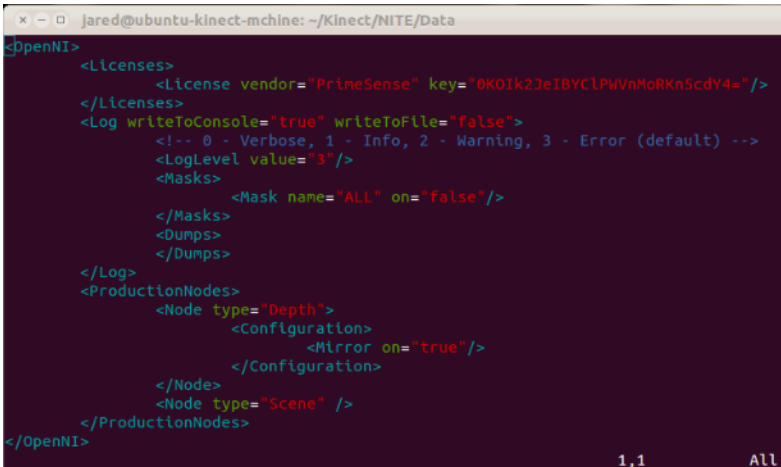 jared@ubuntu-kinect-mchine: ~/Kinect/NITE/Data
<OpenNI>
<Licenses>
<License vendor="PrimeSense" key="0KOIk2JeIBYClPWVnMoRKn5cdY4="/>
</Licenses>
<Log writeToConsole="true" writeToFile="false">
<!-- 0 - Verbose, 1 - Info, 2 - Warning, 3 - Error (default) -->
<LogLevel value="3"/>
<Masks>
<Mask name="ALL" on="false"/>
</Masks>
<Dumps>
</Dumps>
</Log>
<ProductionNodes>
<Node type="Depth">
<Configuration>
<Mirror on="true"/>
</Configuration>
</Node>
<Node type="Scene" />
</ProductionNodes>
</OpenNI>
1,1 All